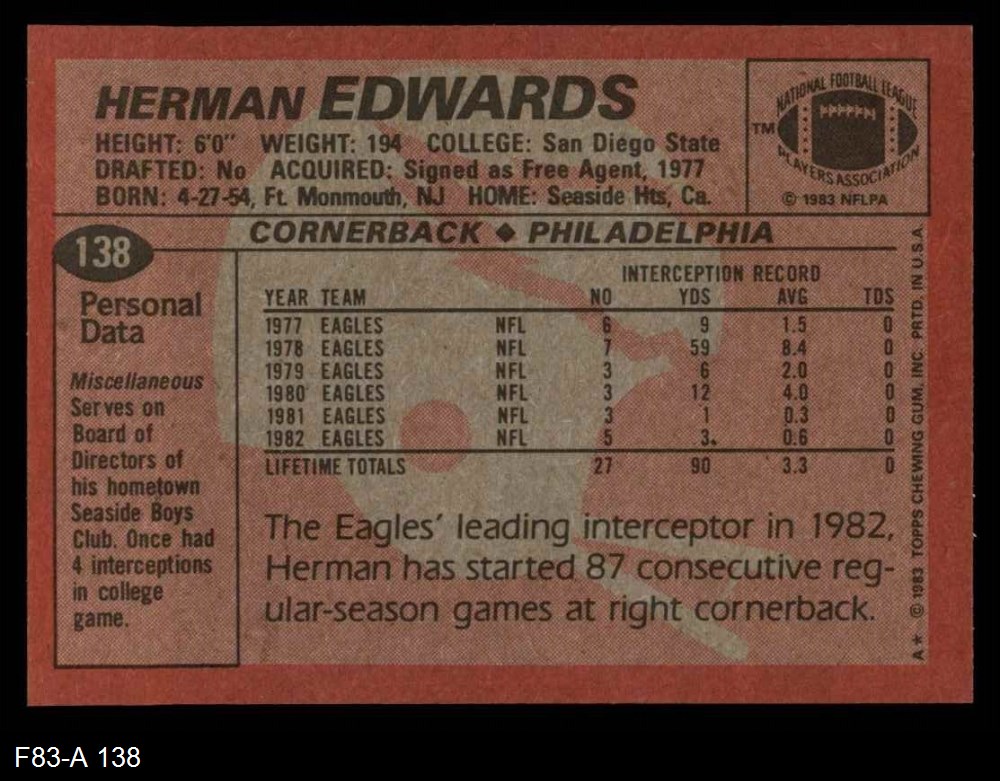 HERMAN EDWARDS
HEIGHT: 6'0" WEIGHT: 194 COLLEGE: San Diego State
DRAFTED: No ACQUIRED: Signed as Free Agent, 1977
BORN: 4-27-54, Ft. Monmouth, NJ HOME: Seaside Hts, Ca.
NATIONAL FOOTBALL LEAGUE
TM
PLAYERS ASSOCIATION
© 1983 NFLPA
138
CORNERBACK ♦ PHILADELPHIA
Personal
Data
Miscellaneous
Serves on
Board of
Directors of
his hometown
Seaside Boys
Club. Once had
4 interceptions
in college
game.
INTERCEPTION RECORD
YEAR TEAM NO YDS AVG TDS
1977 EAGLES NFL 6 9 1.5 0
1978 EAGLES NFL 7 59 8.4 0
1979 EAGLES NFL 3 6 2.0 0
1980 EAGLES NFL 3 12 4.0 0
1981 EAGLES NFL 3 1 0.3 0
1982 EAGLES NFL 5 3 0.6 0
LIFETIME TOTALS 27 90 3.3 0
The Eagles' leading interceptor in 1982,
Herman has started 87 consecutive reg-
ular-season games at right cornerback.
A* © 1983 TOPPS CHEWING GUM, INC. PRTD. IN U.S.A.
F83-A 138